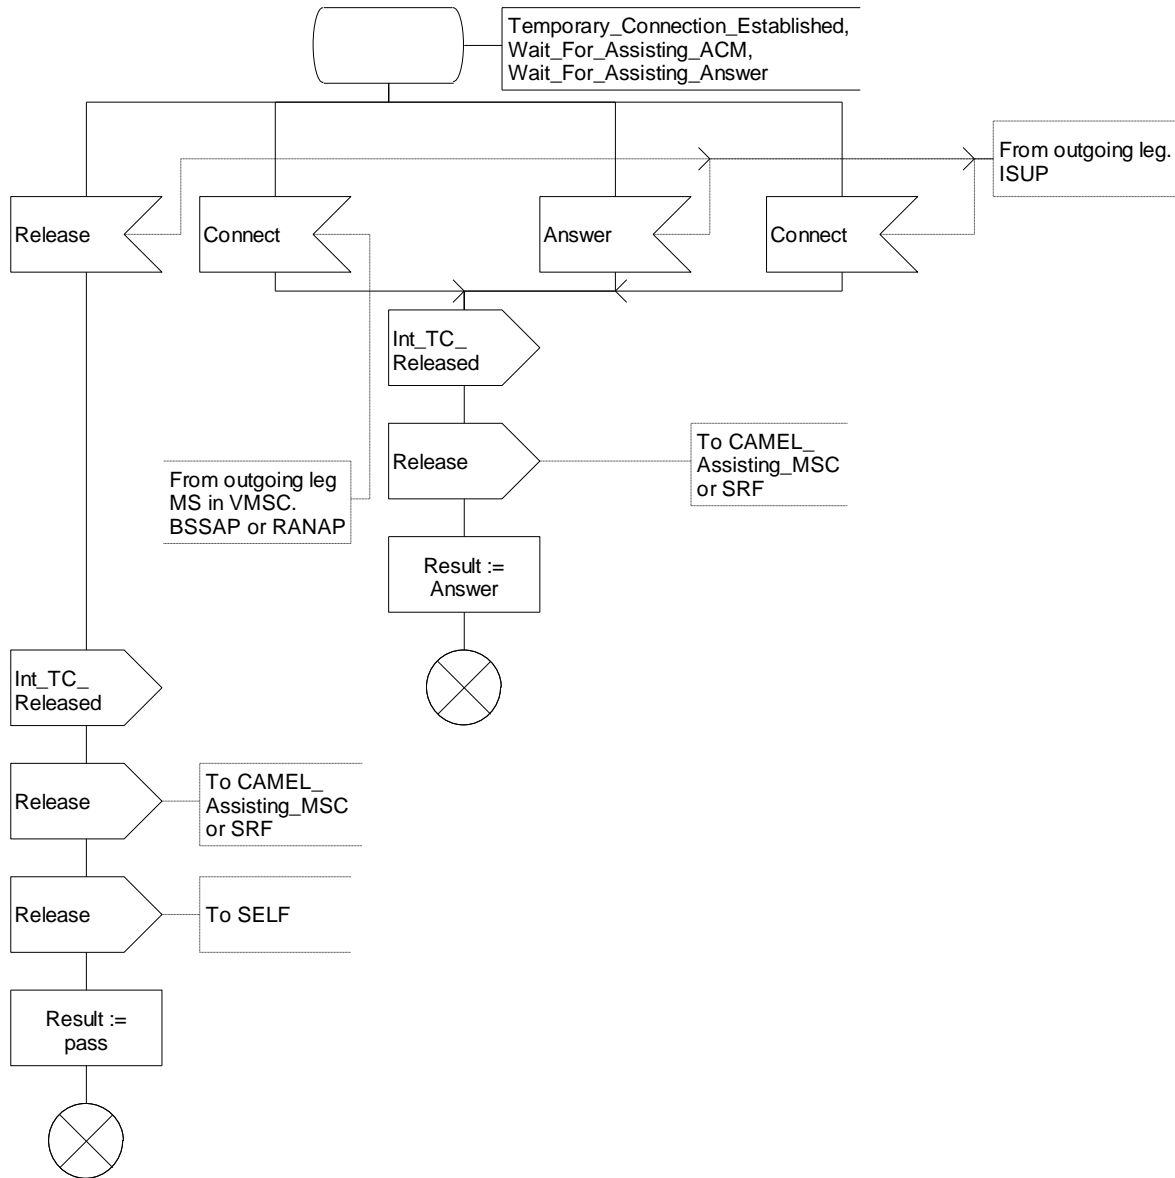 Temporary_Connection_Established,
Wait_For_Assisting_ACM,
Wait_For_Assisting_Answer
From outgoing leg.
ISUP
Release
Connect
Answer
Connect
Int_TC_
Released
Release
To CAMEL_
Assisting_MSC
or SRF
From outgoing leg
MS in VMSC.
BSSAP or RANAP
Result :=
Answer
Int_TC_
Released
Release
To CAMEL_
Assisting_MSC
or SRF
Release
To SELF
Result :=
pass